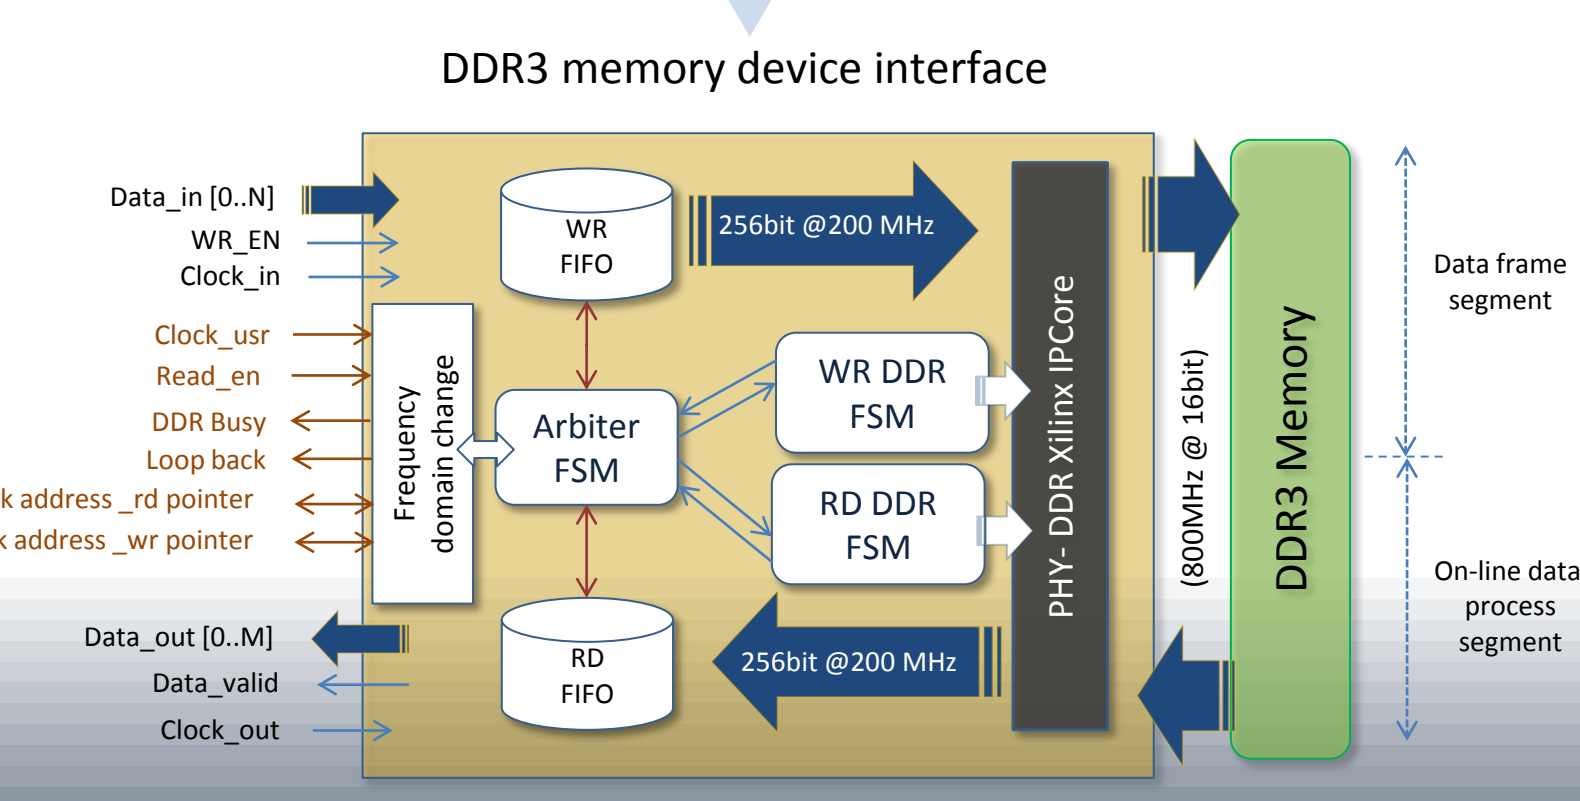 DDR3 memory device interface
Data_in [0..N]
WR_EN
Clock_in
Clock_usr
Read_en
DDR Busy
Loop back
k address _rd pointer
k address _wr pointer
Data_out [0..M]
Data_valid
Clock_out
Frequency
domain change
WR
FIFO
Arbiter
FSM
RD
FIFO
256bit @200 MHz
WR DDR
FSM
RD DDR
FSM
256bit @200 MHz
PHY- DDR Xilinx IPCore
(800MHz @ 16bit)
DDR3 Memory
Data frame
segment
On-line data
process
segment